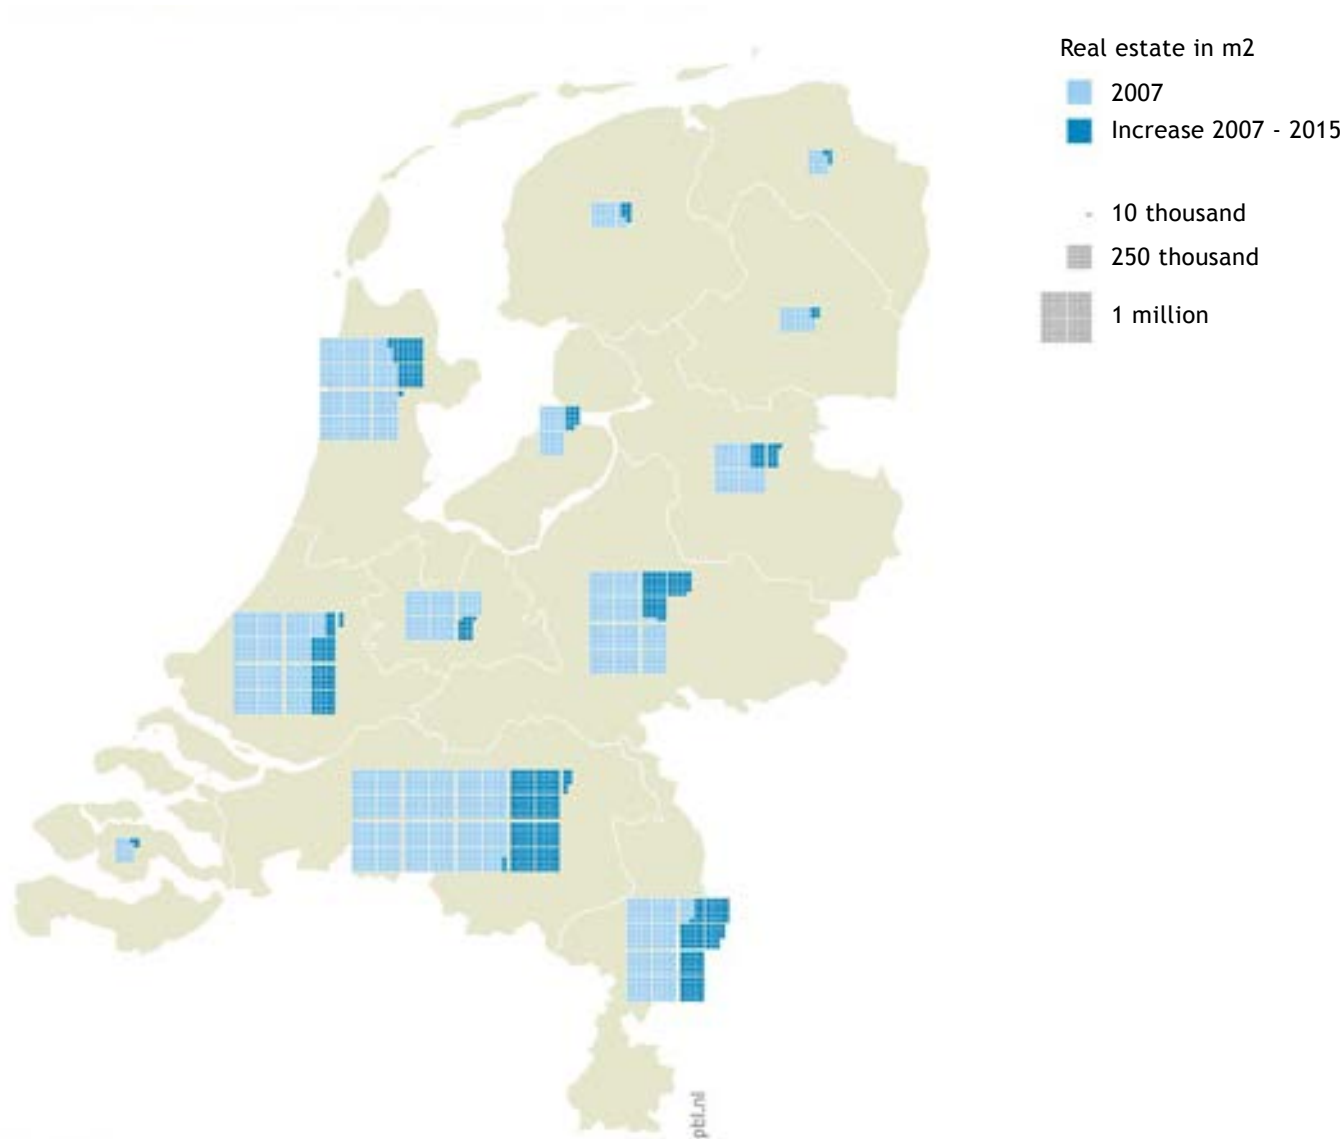 Real estate in m2
2007
Increase 2007 - 2015
10 thousand
250 thousand
1 million
pbl.nl